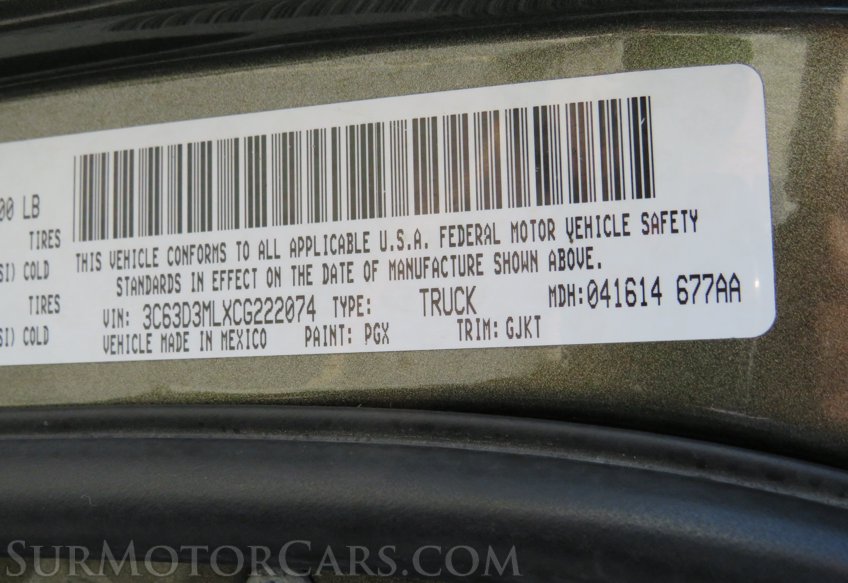 00 LB
TIRES
SI) COLD
TIRES
SI) COLD
THIS VEHICLE CONFORMS TO ALL APPLICABLE U.S.A. FEDERAL MOTOR VEHICLE SAFETY
STANDARDS IN EFFECT ON THE DATE OF MANUFACTURE SHOWN ABOVE.
VIN: 3C63D3MLXCG222074 TYPE: TRUCK MDH:041614 677AA
VEHICLE MADE IN MEXICO PAINT: PGX TRIM: GJKT
SURMOTORCARS.COM